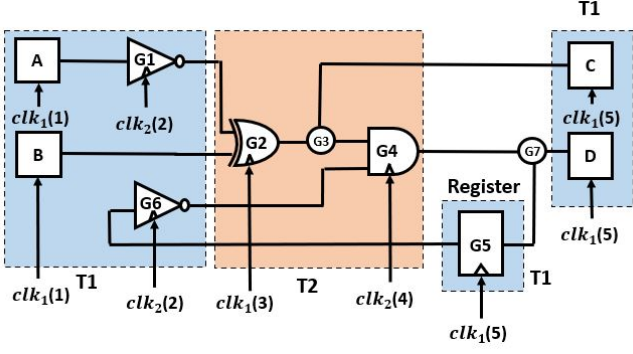 T1
A
G1
C
clk₁(1)
clk₂(2)
clk₁(5)
B
G2
G3
G4
G7
D
G6
Register
clk₁(5)
G5
clk₁(1)
T1
clk₂(2)
clk₁(3)
T2
clk₂(4)
T1
clk₁(5)